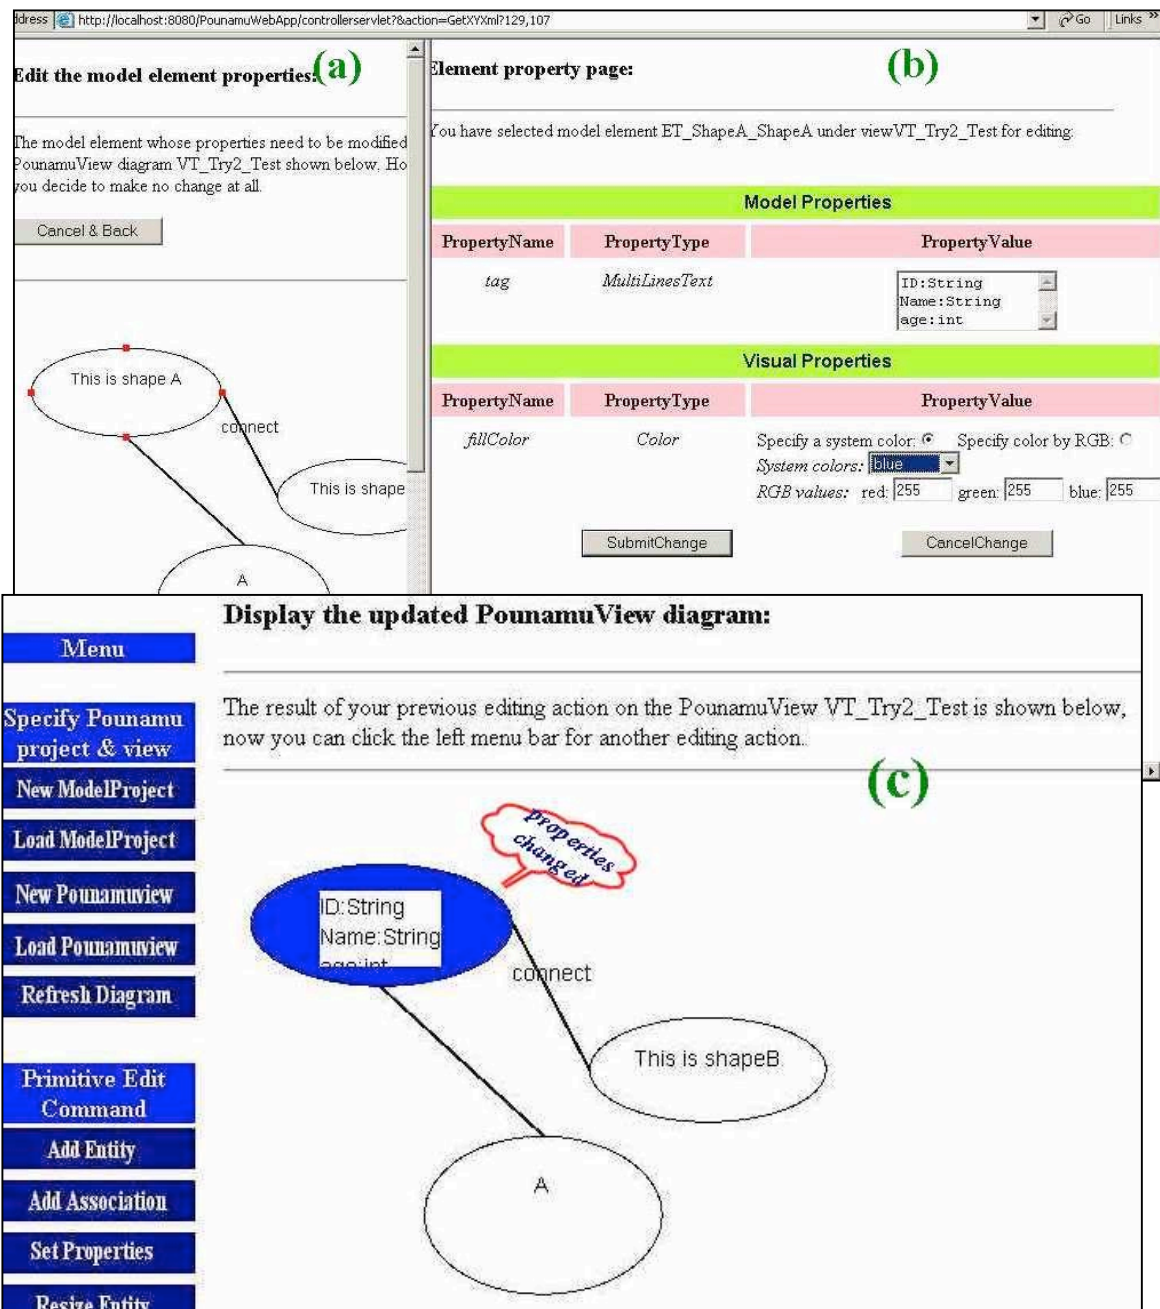 ddress http://localhost:8080/PounamuWebApp/controllerservlet?&action=GetXYXml?129,107 Go Links »
Edit the model element properties: (a)
The model element whose properties need to be modified
PounamuView diagram VT_Try2_Test shown below. Ho
you decide to make no change at all.
Cancel & Back
This is shape A
connect
This is shape
A
Element property page: (b)
You have selected model element ET_ShapeA_ShapeA under viewVT_Try2_Test for editing:
Model Properties
PropertyName PropertyType PropertyValue
tag MultiLinesText ID:String
Name:String
age:int
Visual Properties
PropertyName PropertyType PropertyValue
fillColor Color Specify a system color: Specify color by RGB:
System colors: blue
RGB values: red: 255 green: 255 blue: 255
SubmitChange CancelChange
Menu
Specify Pounamu
project & view
New ModelProject
Load ModelProject
New Pounamuview
Load Pounamuview
Refresh Diagram
Primitive Edit
Command
Add Entity
Add Association
Set Properties
Resize Entity
Display the updated PounamuView diagram:
The result of your previous editing action on the PounamuView VT_Try2_Test is shown below,
now you can click the left menu bar for another editing action.
(c)
properties
changed
ID:String
Name:String
age:int
connect
This is shapeB
A